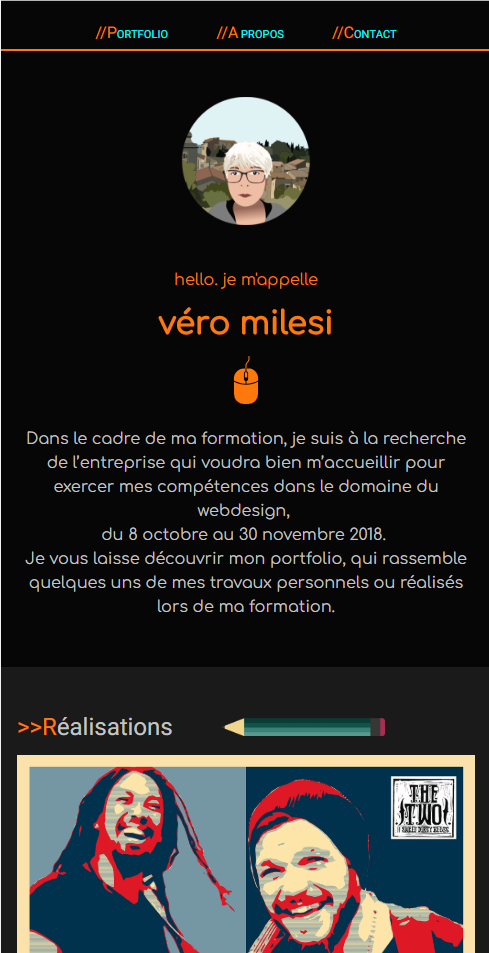 //PORTFOLIO //A PROPOS //CONTACT
hello. je m'appelle
véro milesi
Dans le cadre de ma formation, je suis à la recherche
de l’entreprise qui voudra bien m’accueillir pour
exercer mes compétences dans le domaine du
webdesign,
du 8 octobre au 30 novembre 2018.
Je vous laisse découvrir mon portfolio, qui rassemble
quelques uns de mes travaux personnels ou réalisés
lors de ma formation.
>>Réalisations
THE
TWO